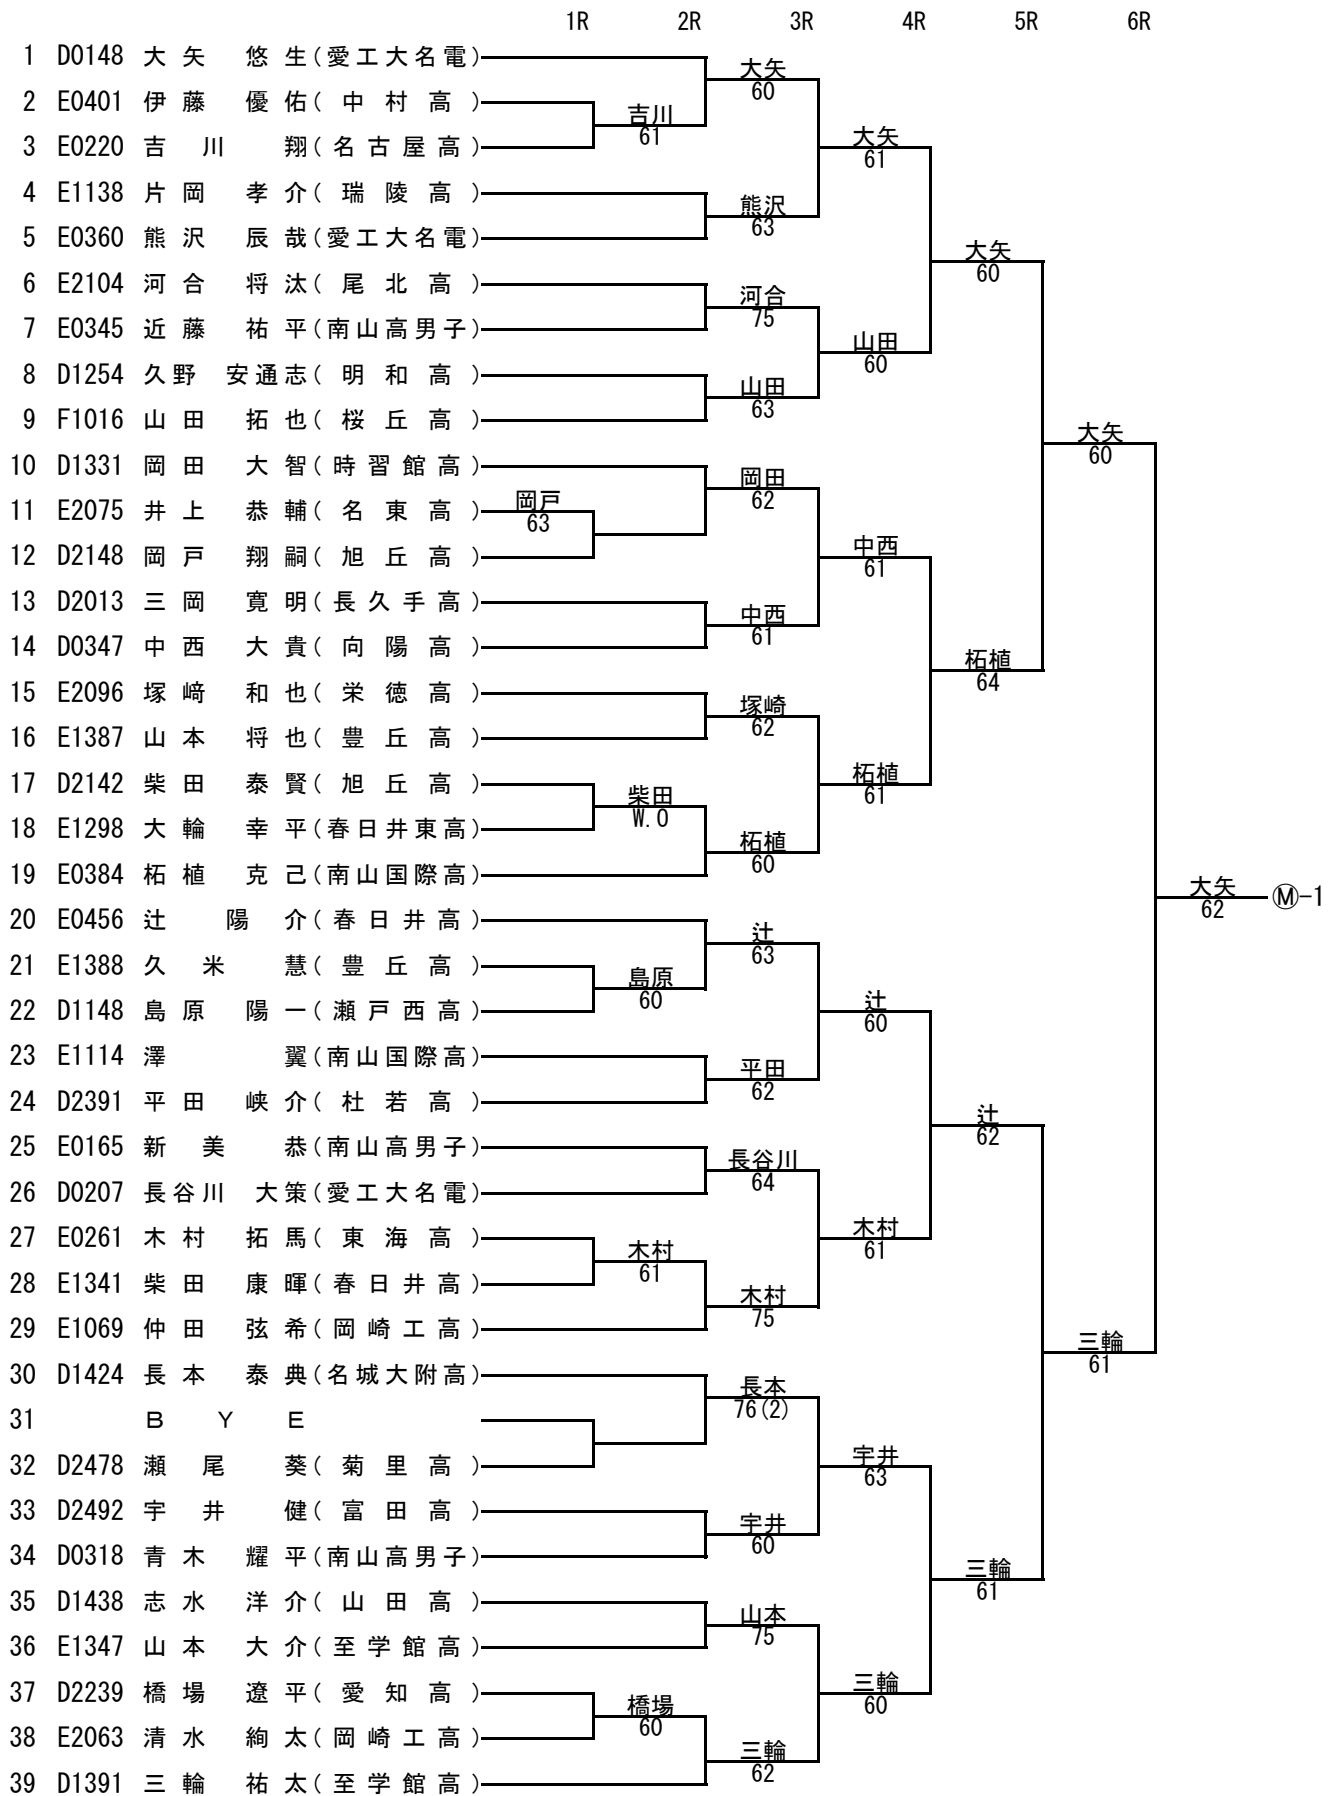 1R 2R 3R 4R 5R 6R
1 D0148 大矢 悠生(愛工大名電)
大矢
60
2 E0401 伊藤 優佑(中村高)
吉川
61
3 E0220 吉川 翔(名古屋高)
大矢
61
4 E1138 片岡 孝介(瑞陵高)
熊沢
63
5 E0360 熊沢 辰哉(愛工大名電)
大矢
60
6 E2104 河合 将汰(尾北高)
河合
75
7 E0345 近藤 祐平(南山高男子)
山田
60
8 D1254 久野 安通志(明和高)
山田
63
9 F1016 山田 拓也(桜丘高)
大矢
60
10 D1331 岡田 大智(時習館高)
岡田
62
11 E2075 井上 恭輔(名東高)
岡戸
63
12 D2148 岡戸 翔嗣(旭丘高)
中西
61
13 D2013 三岡 寛明(長久手高)
中西
61
14 D0347 中西 大貴(向陽高)
柘植
64
15 E2096 塚﨑 和也(栄徳高)
塚崎
62
16 E1387 山本 将也(豊丘高)
柘植
61
17 D2142 柴田 泰賢(旭丘高)
柴田
W.O
18 E1298 大輪 幸平(春日井東高)
柘植
60
19 E0384 柘植 克己(南山国際高)
大矢
62
Ⓜ-1
20 E0456 辻 陽介(春日井高)
辻
63
21 E1388 久米 慧(豊丘高)
島原
60
22 D1148 島原 陽一(瀬戸西高)
辻
60
23 E1114 澤 翼(南山国際高)
平田
62
24 D2391 平田 峡介(杜若高)
辻
62
25 E0165 新美 恭(南山高男子)
長谷川
64
26 D0207 長谷川 大策(愛工大名電)
木村
61
27 E0261 木村 拓馬(東海高)
木村
61
28 E1341 柴田 康暉(春日井高)
木村
75
29 E1069 仲田 弦希(岡崎工高)
三輪
61
30 D1424 長本 泰典(名城大附高)
長本
76(2)
31 BYE
32 D2478 瀬尾 葵(菊里高)
宇井
63
33 D2492 宇井 健(富田高)
宇井
60
34 D0318 青木 耀平(南山高男子)
三輪
61
35 D1438 志水 洋介(山田高)
山本
75
36 E1347 山本 大介(至学館高)
三輪
60
37 D2239 橋場 遼平(愛知高)
橋場
60
38 E2063 清水 絢太(岡崎工高)
三輪
62
39 D1391 三輪 祐太(至学館高)